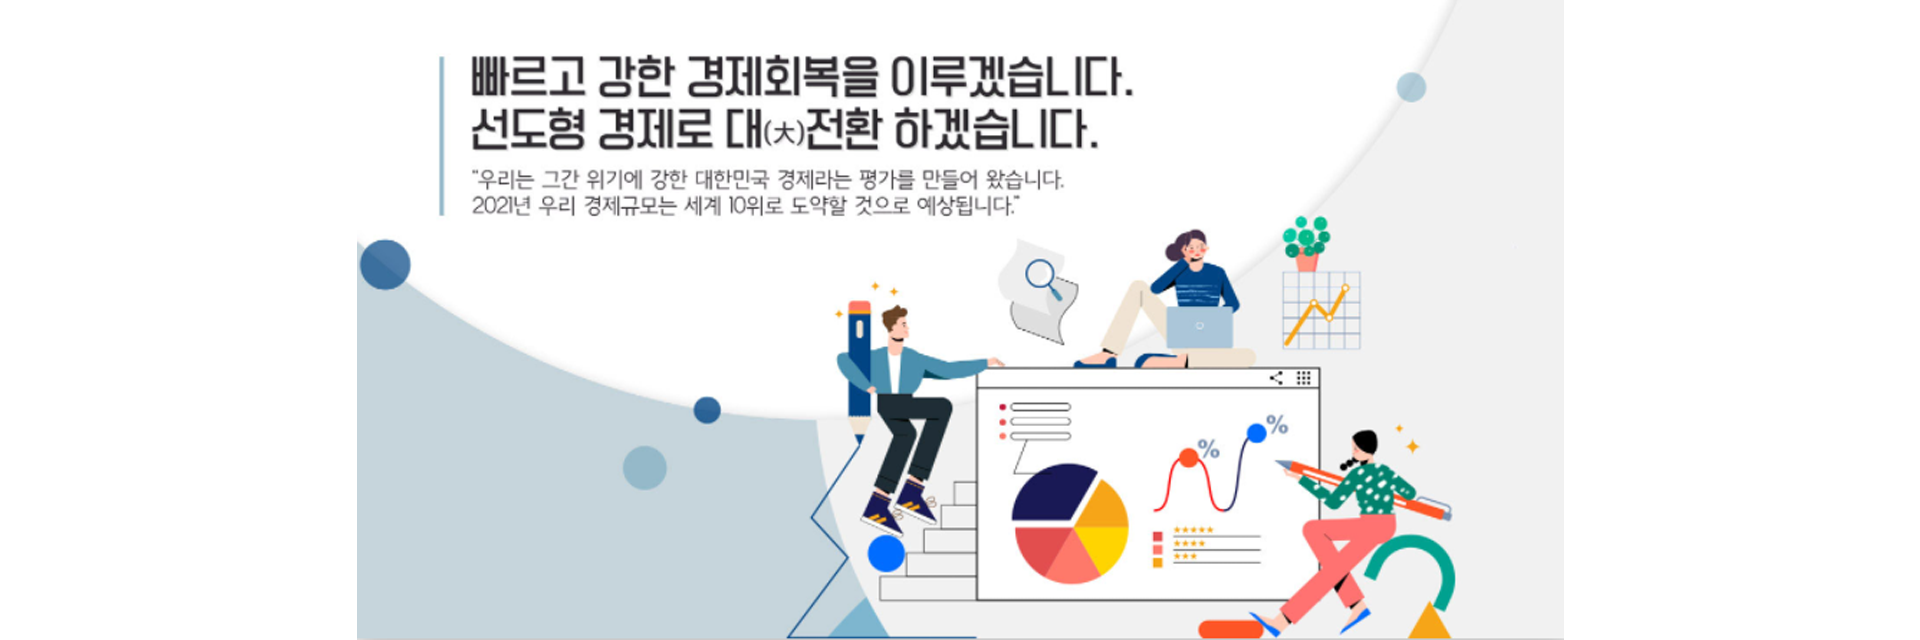 빠르고 강한 경제회복을 이루겠습니다.
선도형 경제로 대(大)전환 하겠습니다.
"우리는 그간 위기에 강한 대한민국 경제라는 평가를 만들어 왔습니다.
2021년 우리 경제규모는 세계 10위로 도약할 것으로 예상됩니다."
%
%